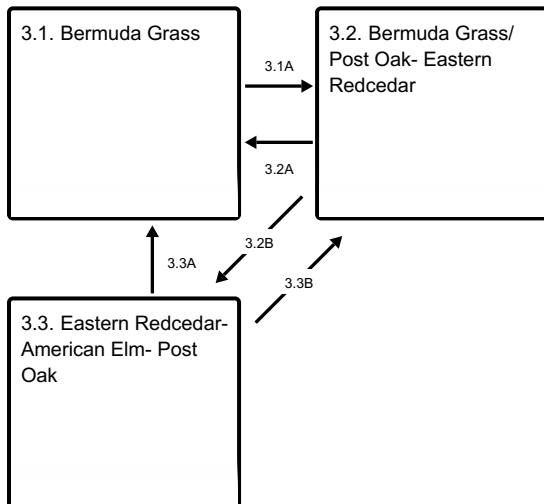 3.1. Bermuda Grass
3.2. Bermuda Grass/
Post Oak- Eastern
Redcedar
3.1A
3.2A
3.2B
3.3A
3.3B
3.3. Eastern Redcedar-
American Elm- Post
Oak